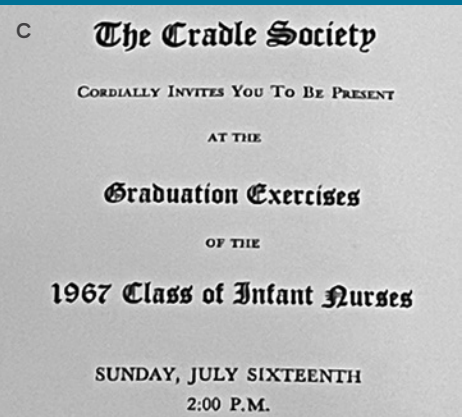 C
The Cradle Society
CORDIALLY INVITES YOU TO BE PRESENT
AT THE
Graduation Exercises
OF THE
1967 Class of Infant Nurses
SUNDAY, JULY SIXTEENTH
2:00 P.M.